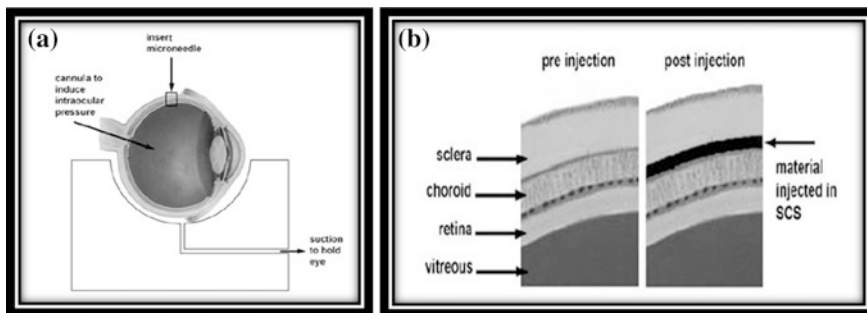 (a)
insert
microneedle
cannula to
induce
intraocular
pressure
suction
to hold
eye
(b)
pre injection
post injection
sclera
choroid
retina
vitreous
material
injected in
SCS